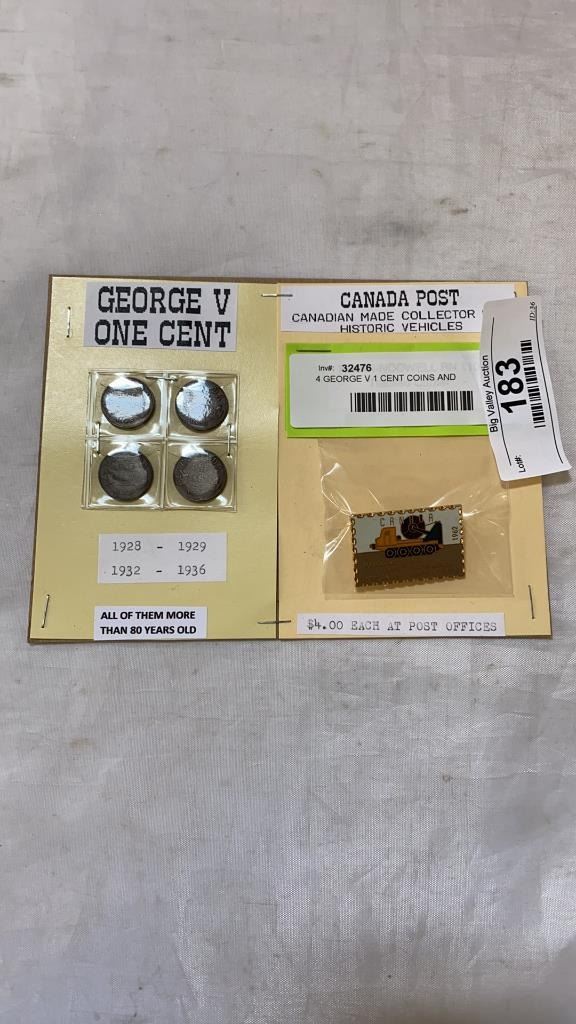 GEORGE V
ONE CENT
1928 - 1929
1932 - 1936
ALL OF THEM MORE
THAN 80 YEARS OLD
CANADA POST
CANADIAN MADE COLLECTOR
HISTORIC VEHICLES
Inv#: 32476
4 GEORGE V 1 CENT COINS AND
Big Valley Auction
Lot#:
183
CANADA
1962
$4.00 EACH AT POST OFFICES